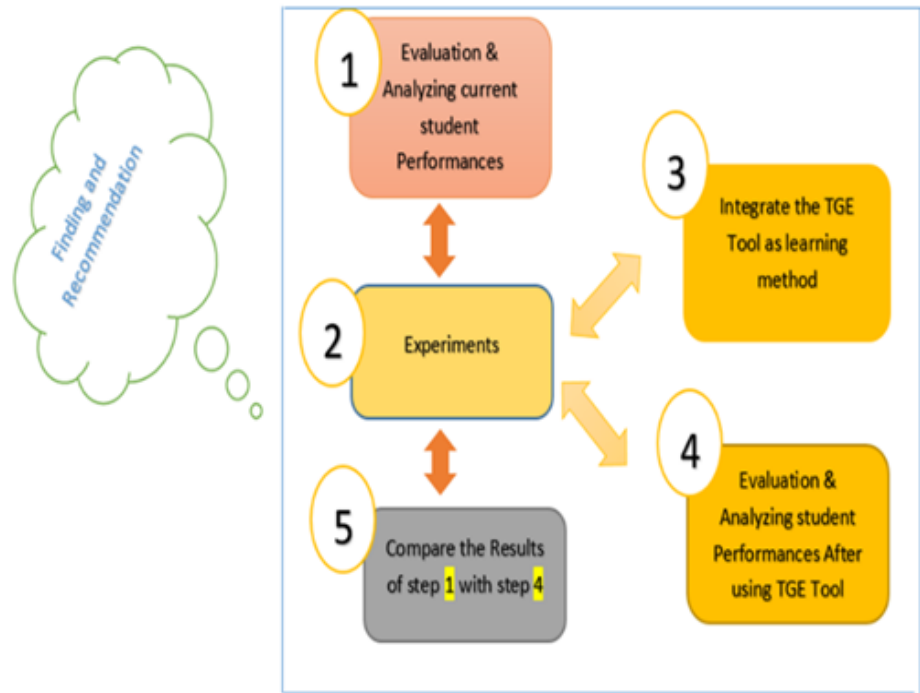 Finding and
Recommendation
1
Evaluation &
Analyzing current
student
Performances
2
Experiments
3
Integrate the TGE
Tool as learning
method
4
Evaluation &
Analyzing student
Performances After
using TGE Tool
5
Compare the Results
of step 1 with step 4